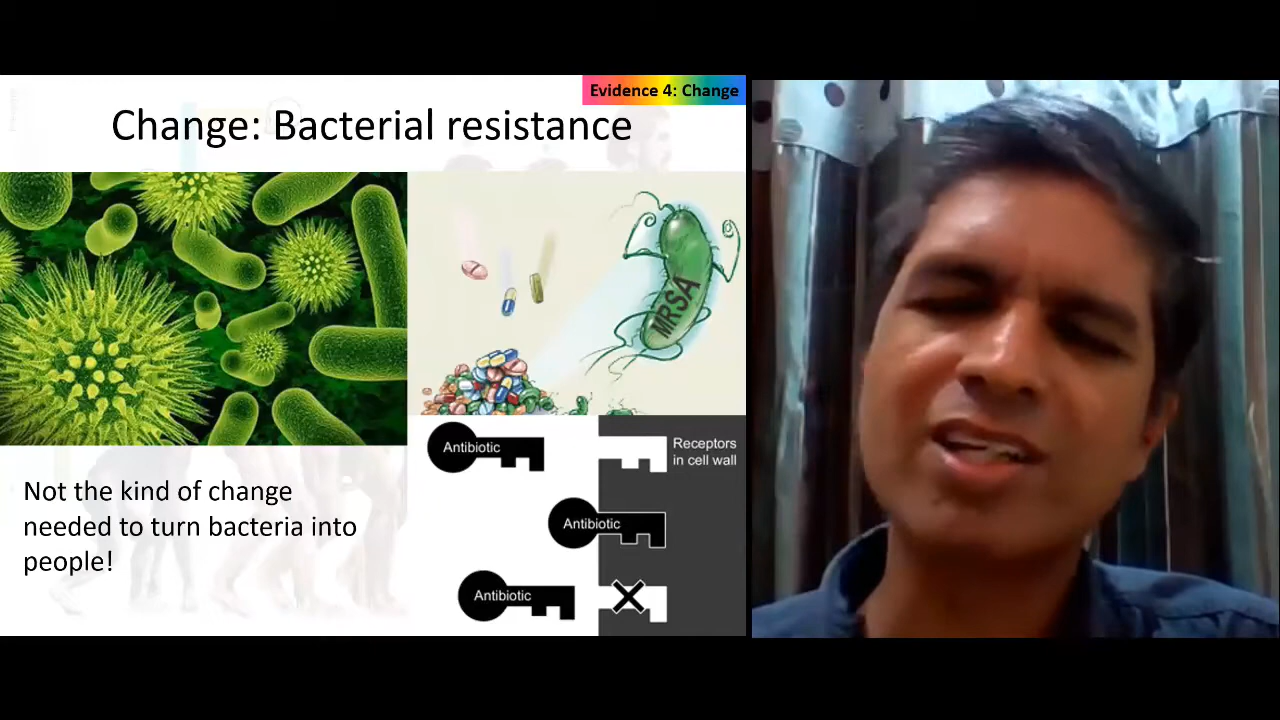 Evidence 4: Change
Change: Bacterial resistance
MRSA
Antibiotic
Receptors
in cell wall
Antibiotic
Antibiotic
Not the kind of change
needed to turn bacteria into
people!